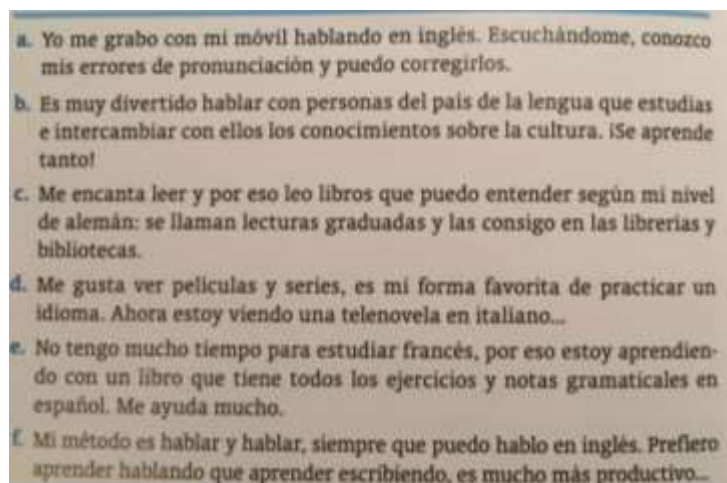 a. Yo me grabo con mi móvil hablando en inglés. Escuchándome, conozco
mis errores de pronunciación y puedo corregirlos.
b. Es muy divertido hablar con personas del país de la lengua que estudias
e intercambiar con ellos los conocimientos sobre la cultura. ¡Se aprende
tanto!
c. Me encanta leer y por eso leo libros que puedo entender según mi nivel
de alemán: se llaman lecturas graduadas y las consigo en las librerías y
bibliotecas.
d. Me gusta ver películas y series, es mi forma favorita de practicar un
idioma. Ahora estoy viendo una telenovela en italiano...
e. No tengo mucho tiempo para estudiar francés, por eso estoy aprendien-
do con un libro que tiene todos los ejercicios y notas gramaticales en
español. Me ayuda mucho.
f. Mi método es hablar y hablar, siempre que puedo hablo en inglés. Prefiero
aprender hablando que aprender escribiendo, es mucho más productivo...